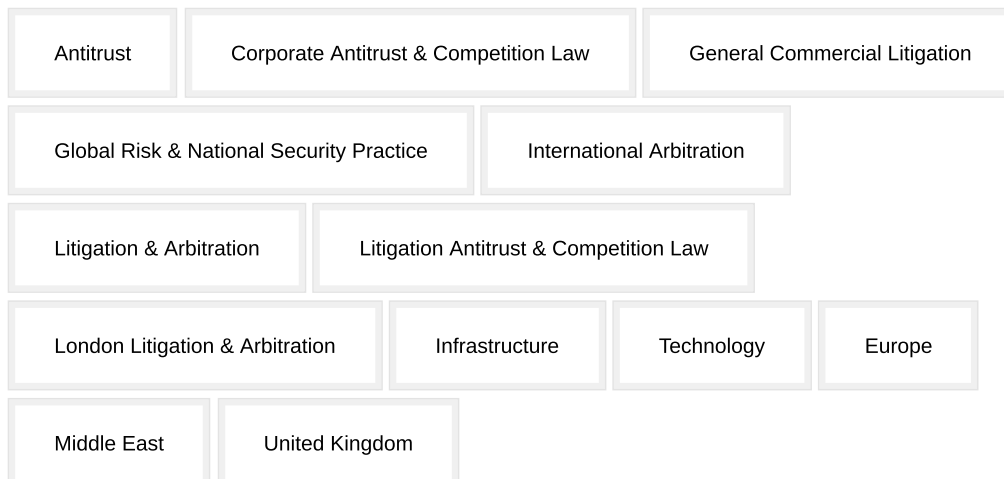 Antitrust Corporate Antitrust & Competition Law General Commercial Litigation
Global Risk & National Security Practice International Arbitration
Litigation & Arbitration Litigation Antitrust & Competition Law
London Litigation & Arbitration Infrastructure Technology Europe
Middle East United Kingdom